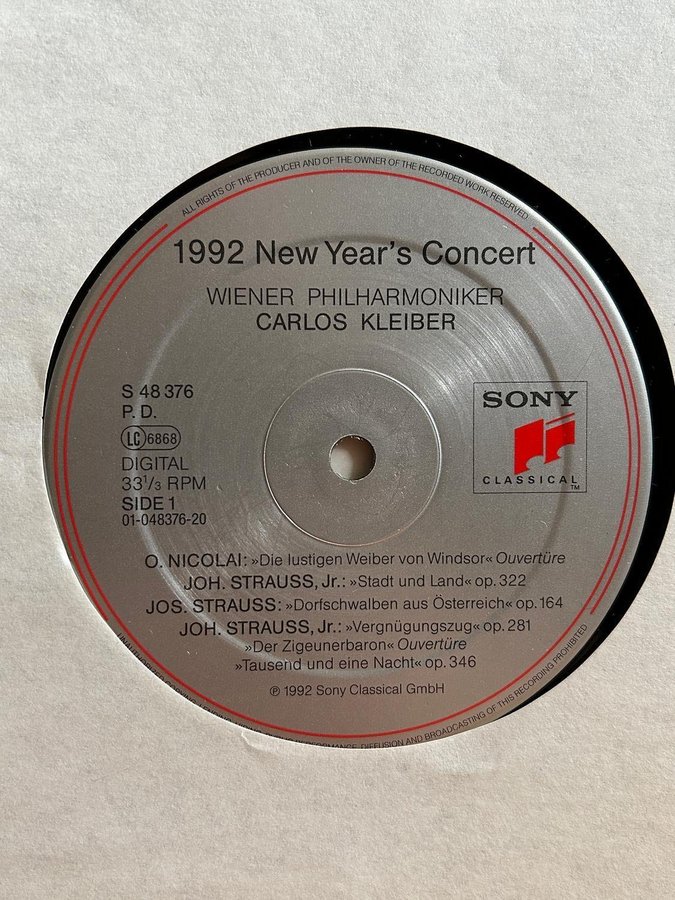 ALL RIGHTS OF THE PRODUCER AND OF THE OWNER OF THE RECORDED WORK RESERVED
1992 New Year's Concert
WIENER PHILHARMONIKER
CARLOS KLEIBER
S 48 376
P. D.
LC 6868
DIGITAL
33 1/3 RPM
SIDE 1
01-048376-20
SONY
CLASSICAL
TM
O. NICOLAI: »Die lustigen Weiber von Windsor« Ouvertüre
JOH. STRAUSS, Jr.: »Stadt und Land« op. 322
JOS. STRAUSS: »Dorfschwalben aus Österreich« op. 164
JOH. STRAUSS, Jr.: »Vergnügungszug« op. 281
»Der Zigeunerbaron« Ouvertüre
»Tausend und eine Nacht« op. 346
℗ 1992 Sony Classical GmbH
DIFFUSION AND BROADCASTING OF THIS RECORDING PROHIBITED